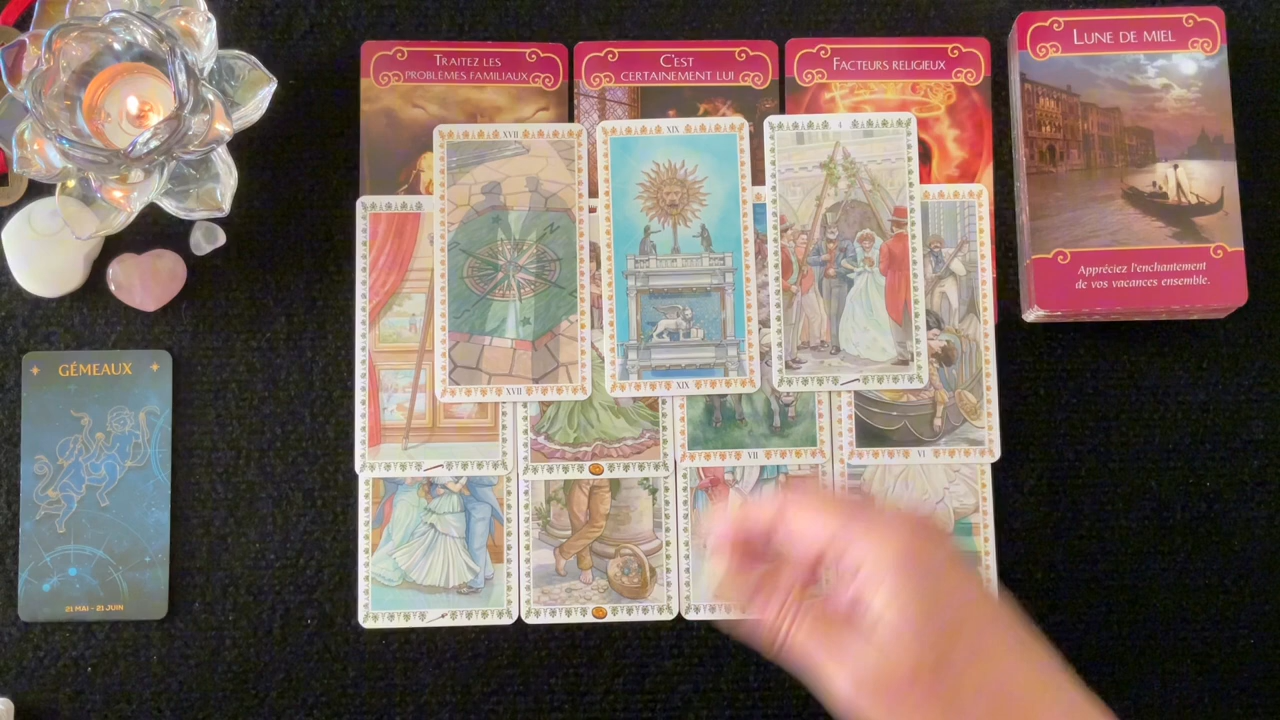 TRAITEZ LES
PROBLÈMES FAMILIAUX
C'EST
CERTAINEMENT LUI
FACTEURS RELIGIEUX
LUNE DE MIEL
Appréciez l'enchantement
de vos vacances ensemble.
XVII
XIX
4
N
XVII
XIX
VII
VI
GÉMEAUX
21 MAI - 21 JUIN